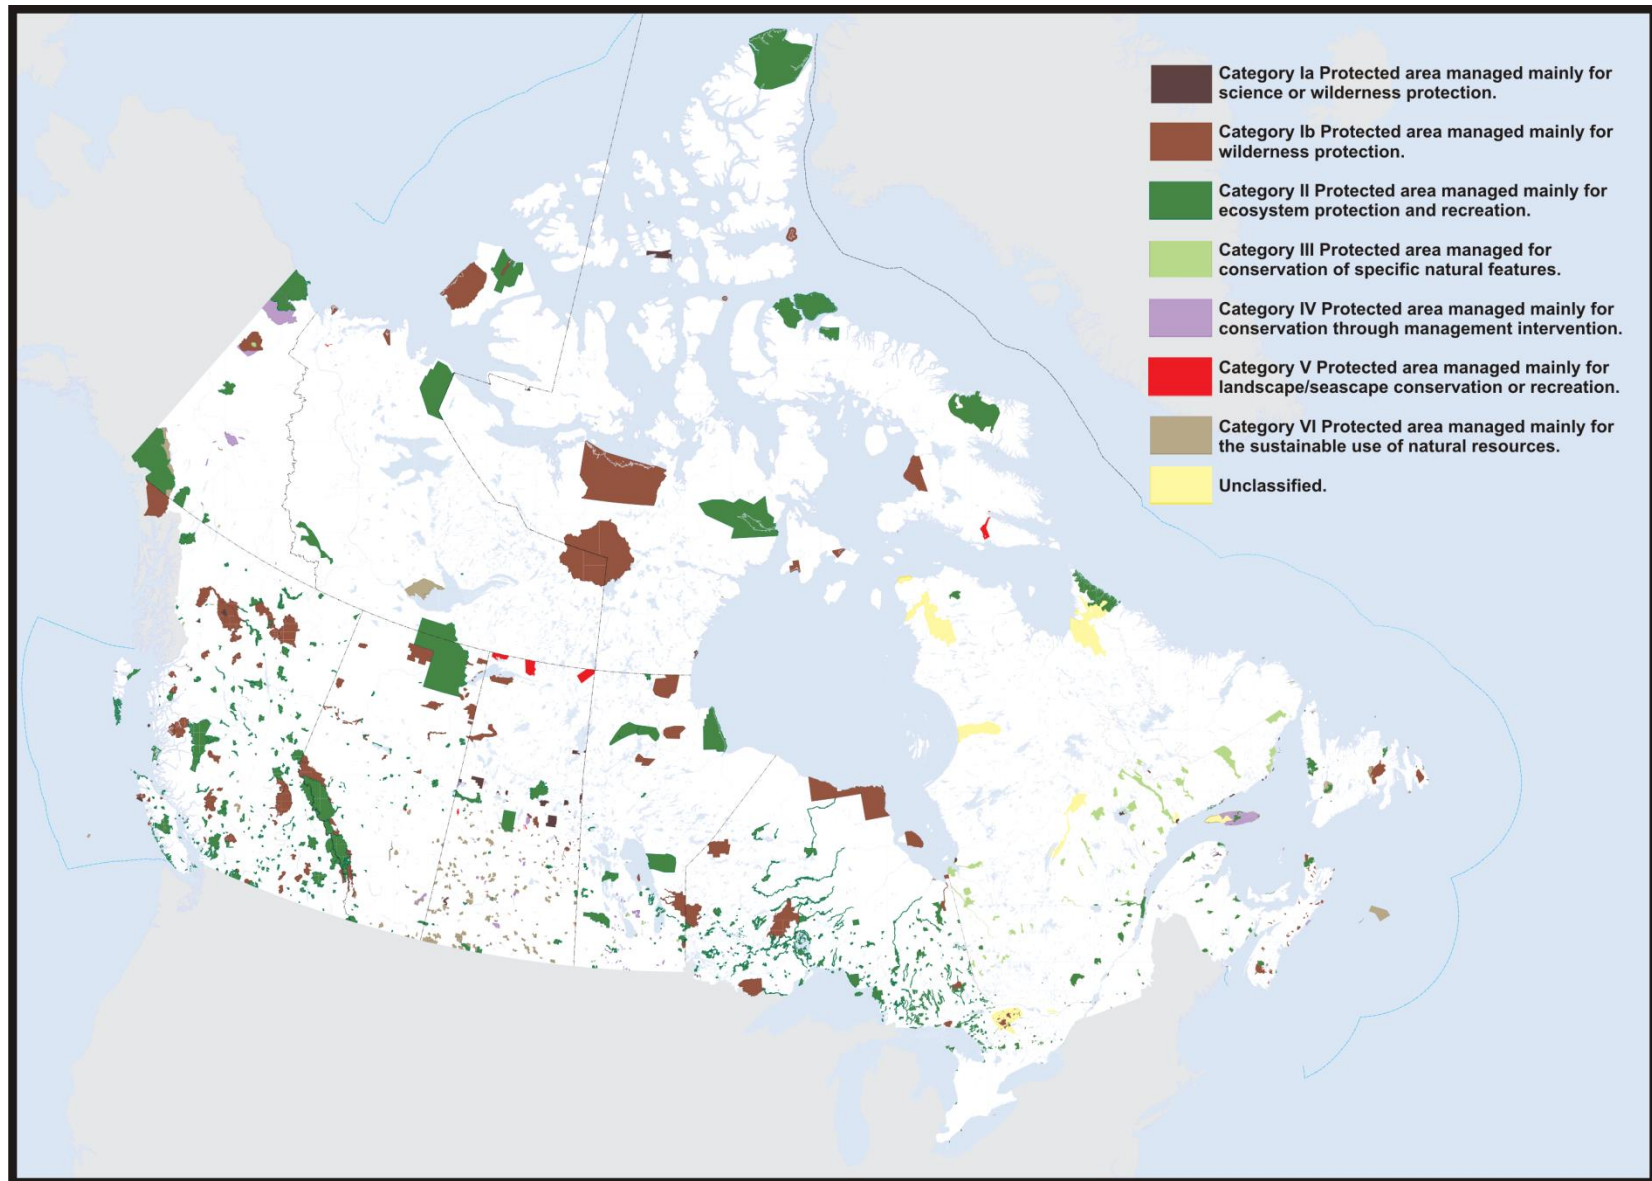 Category Ia Protected area managed mainly for
science or wilderness protection.
Category Ib Protected area managed mainly for
wilderness protection.
Category II Protected area managed mainly for
ecosystem protection and recreation.
Category III Protected area managed for
conservation of specific natural features.
Category IV Protected area managed mainly for
conservation through management intervention.
Category V Protected area managed mainly for
landscape/seascape conservation or recreation.
Category VI Protected area managed mainly for
the sustainable use of natural resources.
Unclassified.